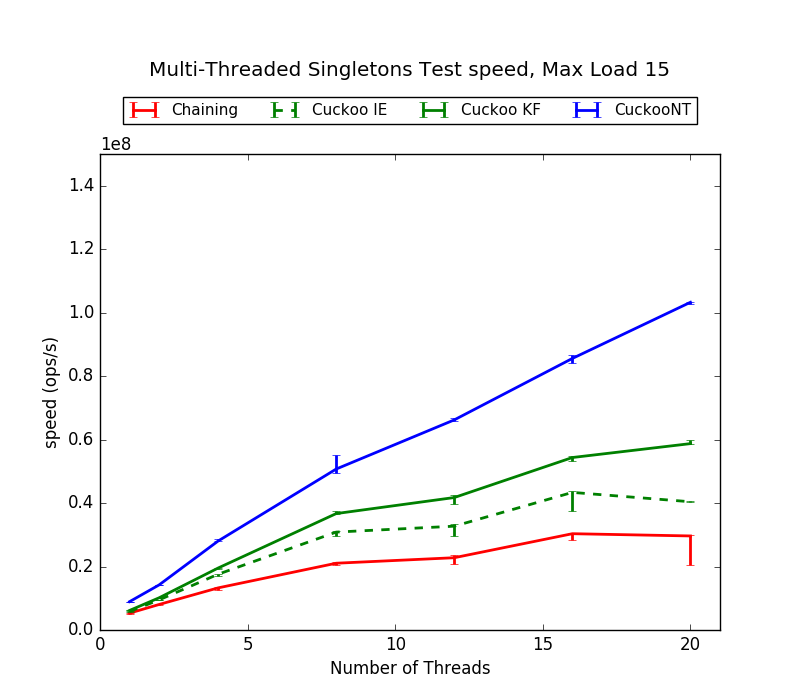 Multi-Threaded Singletons Test speed, Max Load 15
Chaining Cuckoo IE Cuckoo KF CuckooNT
1e8
1.4
1.2
1.0
0.8
0.6
0.4
0.2
0.0
speed (ops/s)
0 5 10 15 20
Number of Threads